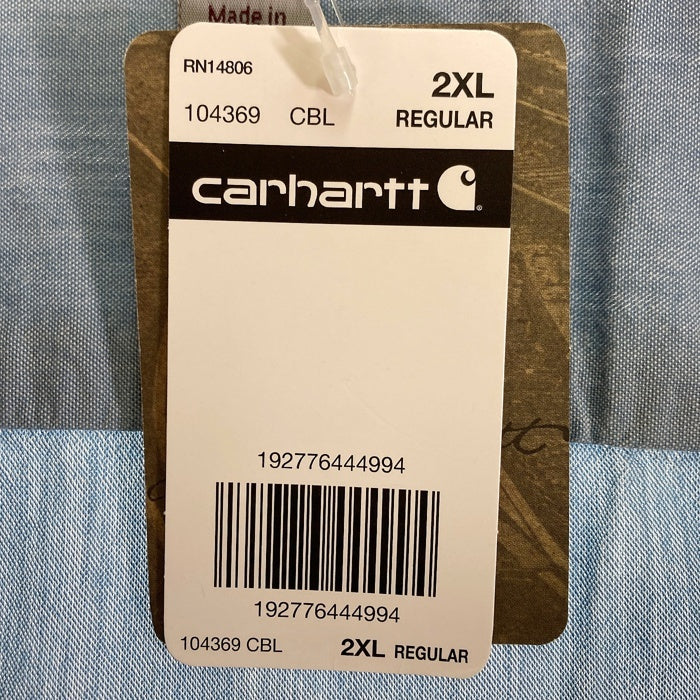 Made in
RN14806
2XL
104369 CBL
REGULAR
carhartt
192776444994
192776444994
104369 CBL 2XL REGULAR